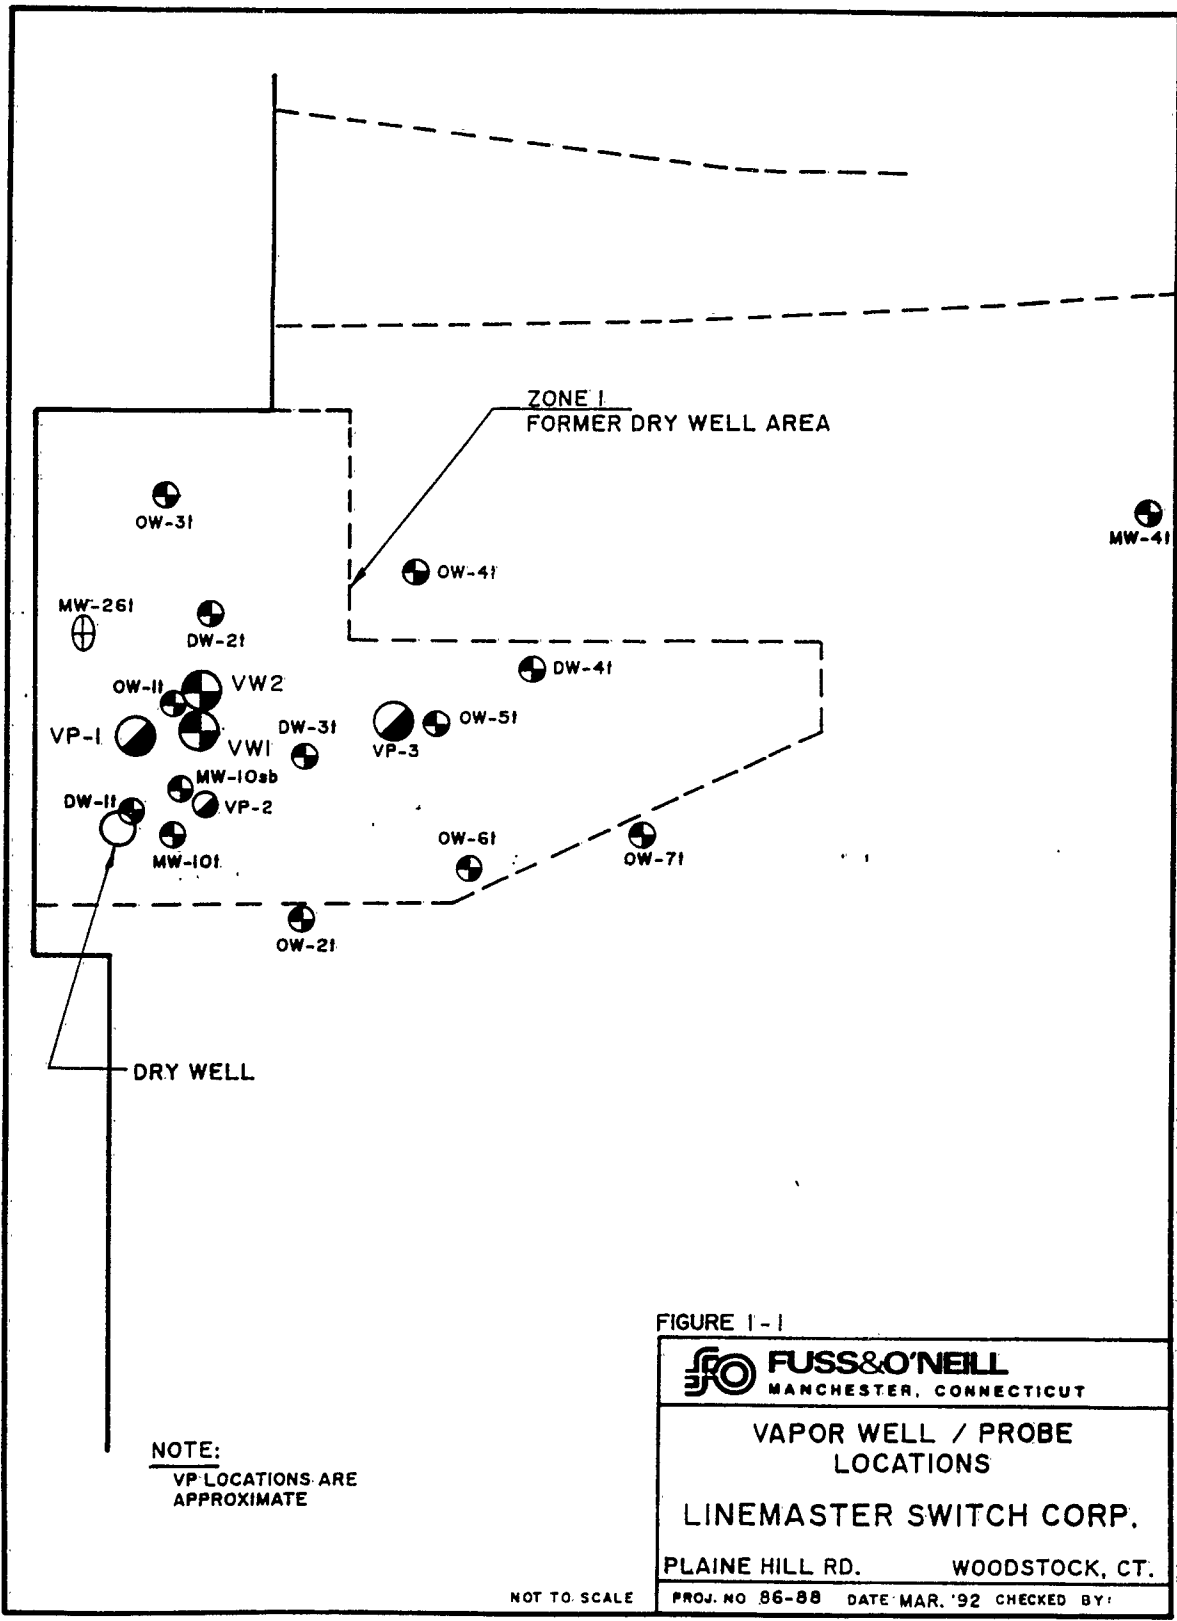 ZONE 1
FORMER DRY WELL AREA
OW-3t
MW-4t
OW-4t
MW-26t
DW-2t
DW-4t
VW2
OW-1t
OW-5t
DW-3t
VP-1
VW1
VP-3
MW-10sb
DW-1t
VP-2
OW-6t
MW-10t
OW-7t
OW-2t
DRY WELL
FIGURE 1-1
FUSS&O'NEILL
MANCHESTER, CONNECTICUT
VAPOR WELL / PROBE
LOCATIONS
LINEMASTER SWITCH CORP.
PLAINE HILL RD. WOODSTOCK, CT.
PROJ. NO 86-88 DATE MAR. '92 CHECKED BY:
NOTE:
VP LOCATIONS ARE
APPROXIMATE
NOT TO SCALE